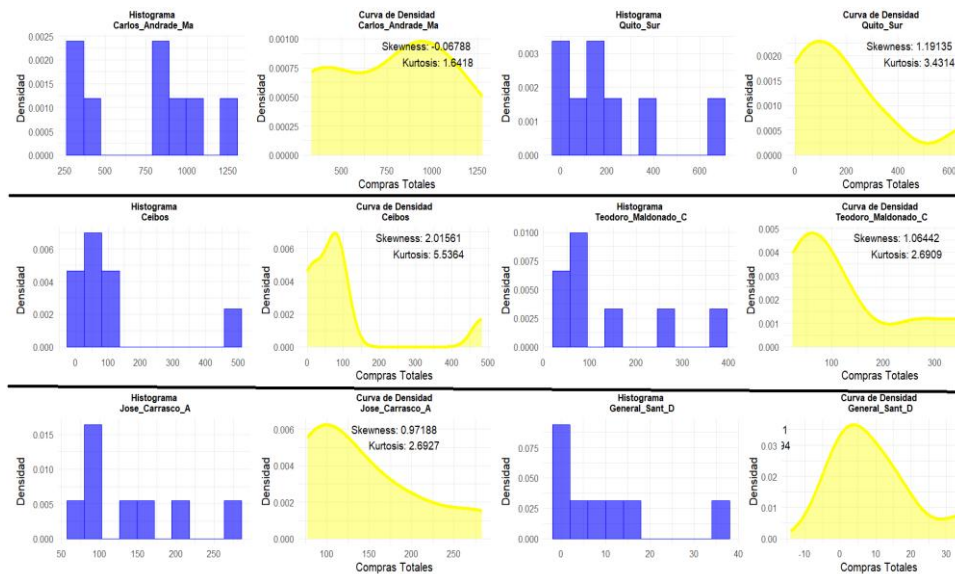 Histograma
Carlos_Andrade_Ma
Densidad
0.0025
0.0020
0.0015
0.0010
0.0005
0.0000
250 500 750 1000 1250
Curva de Densidad
Carlos_Andrade_Ma
Skewness: -0.06788
Kurtosis: 1.6418
Densidad
0.00100
0.00075
0.00050
0.00025
0.00000
500 750 1000 1250
Compras Totales
Histograma
Quito_Sur
Densidad
0.003
0.002
0.001
0.000
0 200 400 600
Curva de Densidad
Quito_Sur
Skewness: 1.19135
Kurtosis: 3.4314
Densidad
0.0020
0.0015
0.0010
0.0005
0.0000
0 200 400 600
Compras Totales
Histograma
Ceibos
Densidad
0.006
0.004
0.002
0.000
0 100 200 300 400 500
Curva de Densidad
Ceibos
Skewness: 2.01561
Kurtosis: 5.5364
Densidad
0.006
0.004
0.002
0.000
0 100 200 300 400 500
Compras Totales
Histograma
Teodoro_Maldonado_C
Densidad
0.0100
0.0075
0.0050
0.0025
0.0000
0 100 200 300 400
Curva de Densidad
Teodoro_Maldonado_C
Skewness: 1.06442
Kurtosis: 2.6909
Densidad
0.005
0.004
0.003
0.002
0.001
0.000
100 200 300
Compras Totales
Histograma
Jose_Carrasco_A
Densidad
0.015
0.010
0.005
0.000
50 100 150 200 250
Curva de Densidad
Jose_Carrasco_A
Skewness: 0.97188
Kurtosis: 2.6927
Densidad
0.006
0.004
0.002
0.000
100 150 200 250
Compras Totales
Histograma
General_Sant_D
Densidad
0.075
0.050
0.025
0.000
0 10 20 30 40
Curva de Densidad
General_Sant_D
1
94
Densidad
0.03
0.02
0.01
0.00
-10 0 10 20 30
Compras Totales